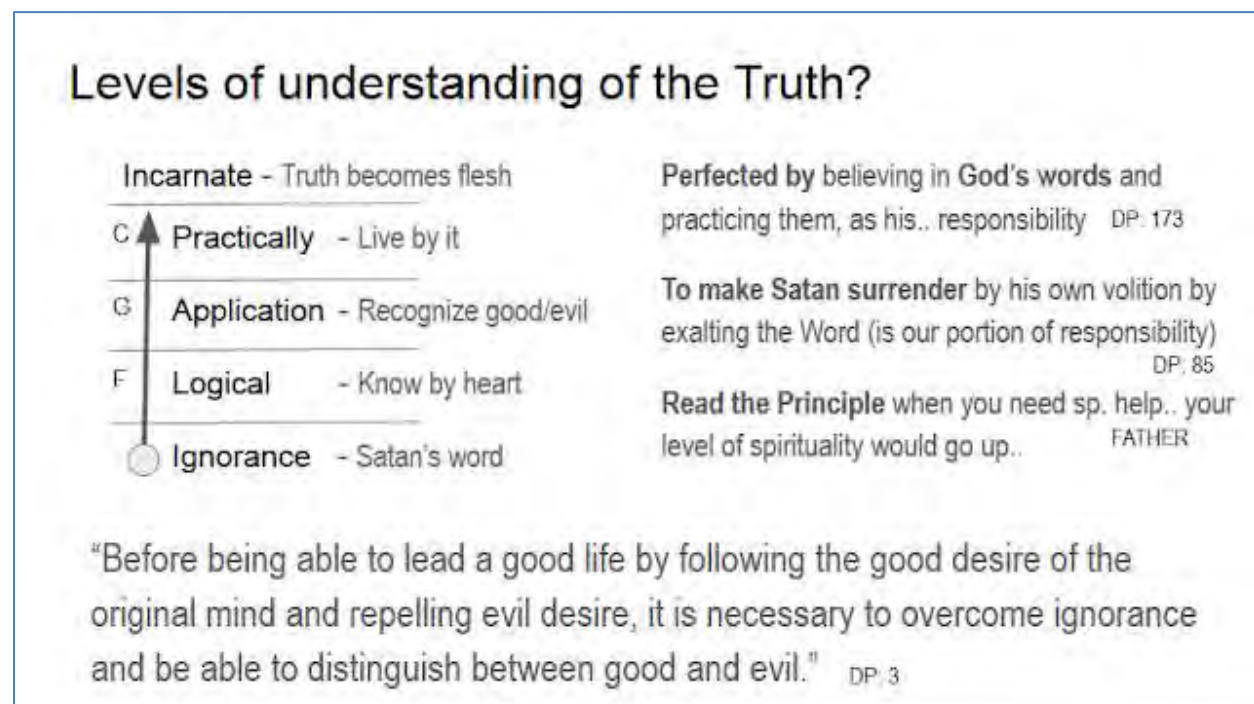 Levels of understanding of the Truth?
Incarnate - Truth becomes flesh
C Practically - Live by it
G Application - Recognize good/evil
F Logical - Know by heart
Ignorance - Satan's word
Perfected by believing in God's words and
practicing them, as his.. responsibility DP: 173
To make Satan surrender by his own volition by
exalting the Word (is our portion of responsibility)
DP: 85
Read the Principle when you need sp. help.. your
level of spirituality would go up.. FATHER
“Before being able to lead a good life by following the good desire of the
original mind and repelling evil desire, it is necessary to overcome ignorance
and be able to distinguish between good and evil.” DP: 3